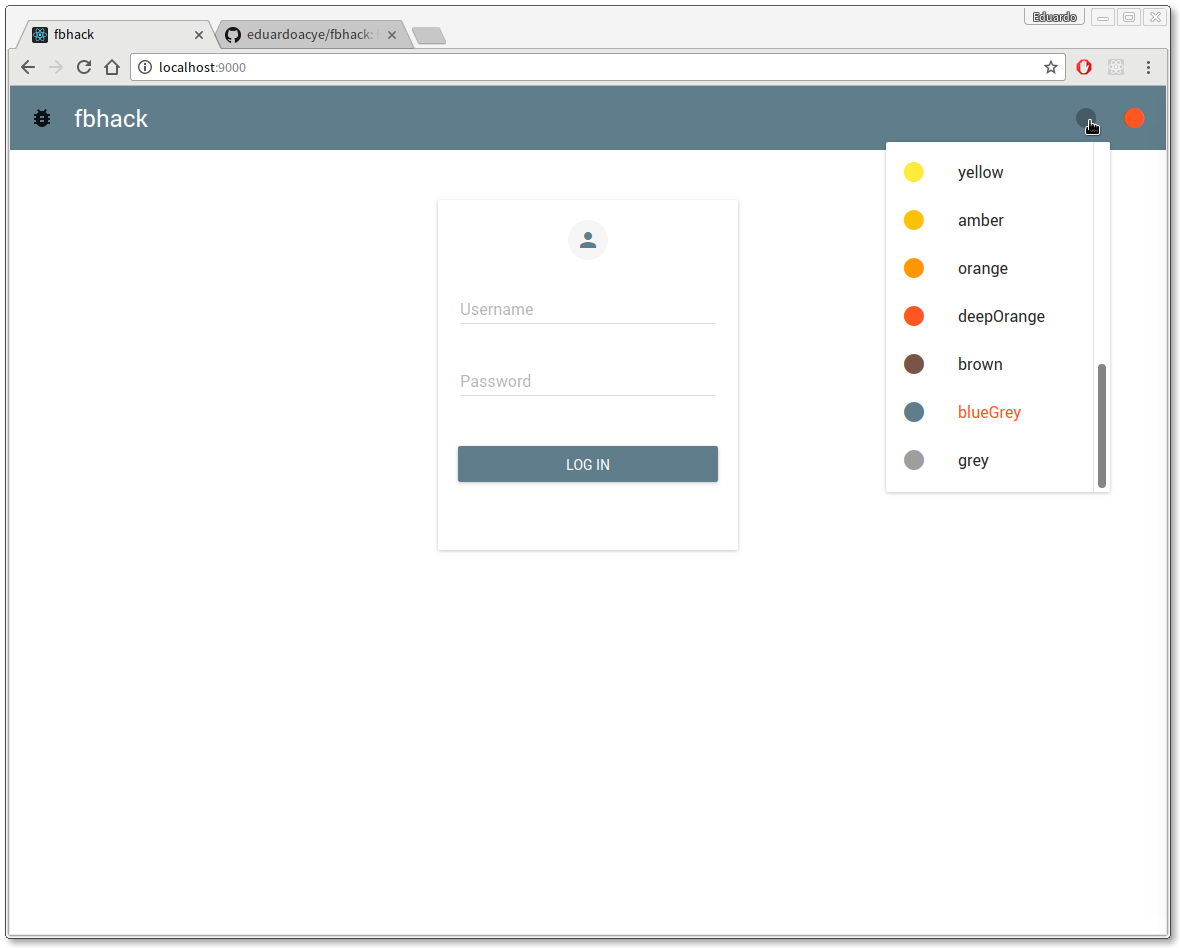 Eduardo
fbhack
eduardoacye/fbhack:
localhost:9000
fbhack
yellow
amber
orange
deepOrange
brown
blueGrey
grey
Username
Password
LOG IN